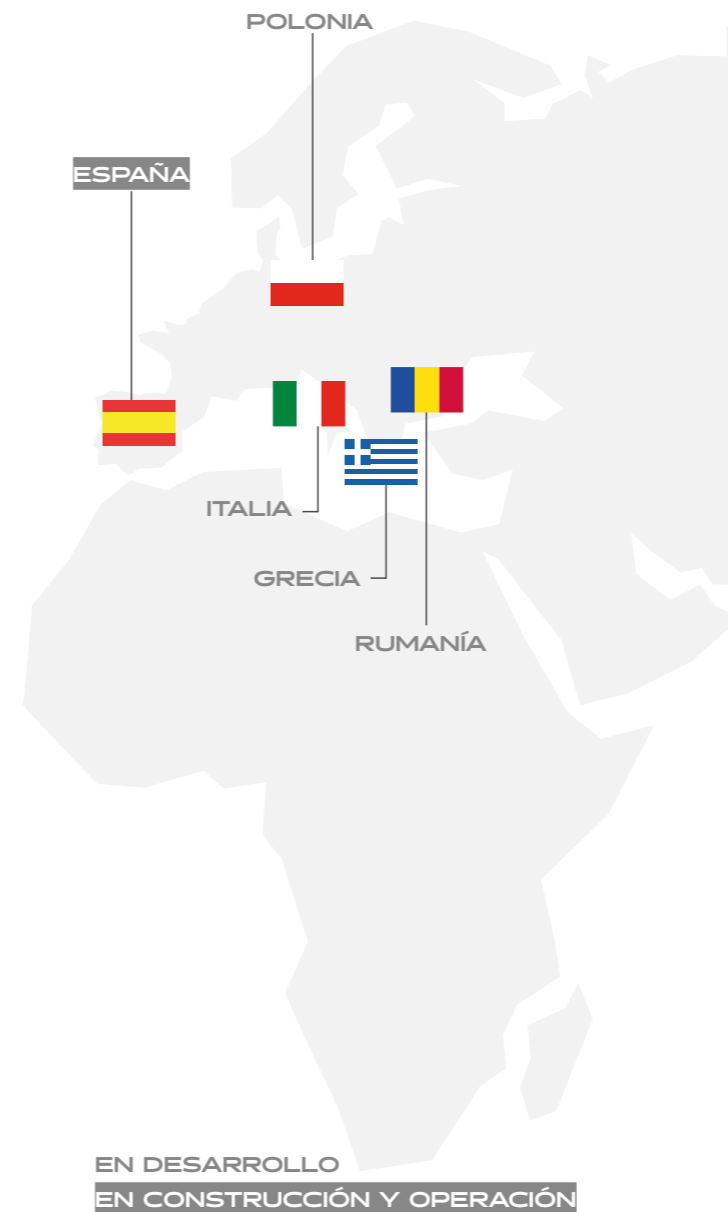 POLONIA
ESPAÑA
ITALIA
GRECIA
RUMANÍA
EN DESARROLLO
EN CONSTRUCCIÓN Y OPERACIÓN